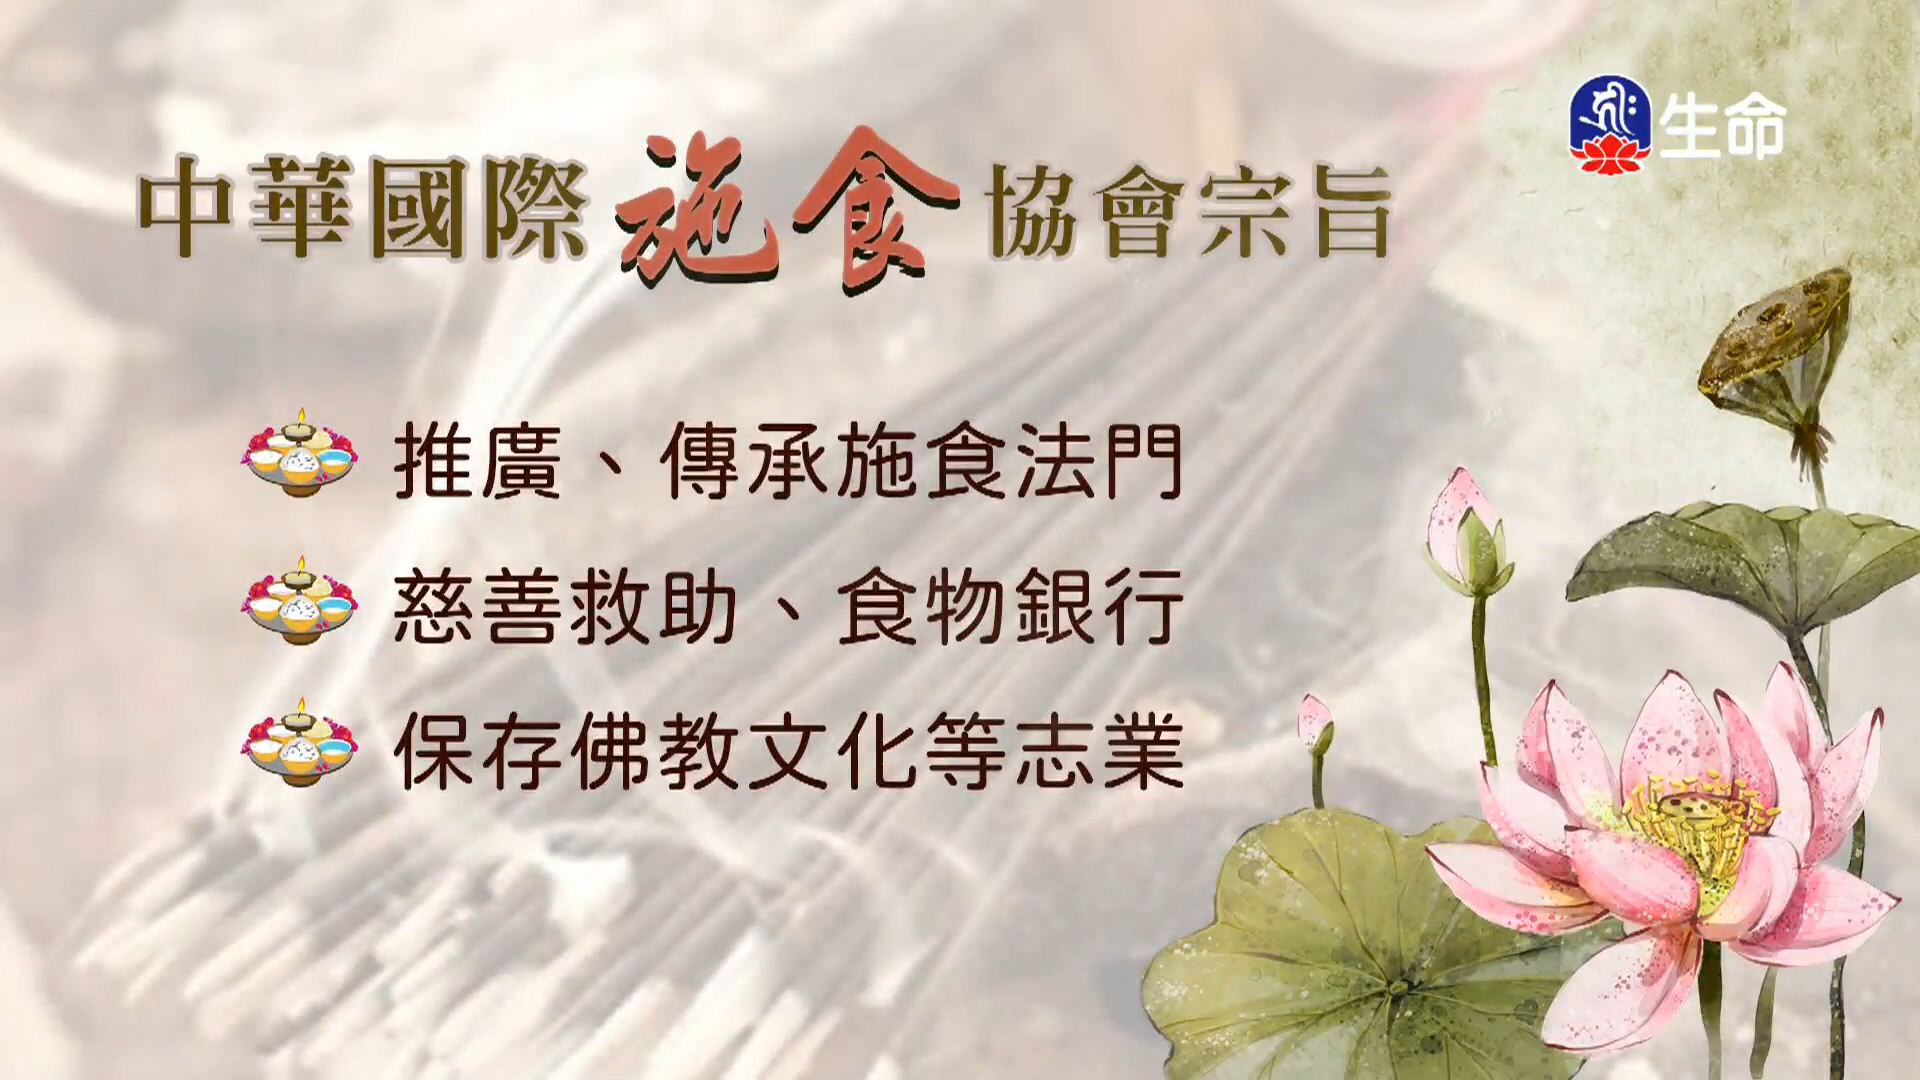 生命
中華國際施食協會宗旨
推廣、傳承施食法門
慈善救助、食物銀行
保存佛教文化等志業